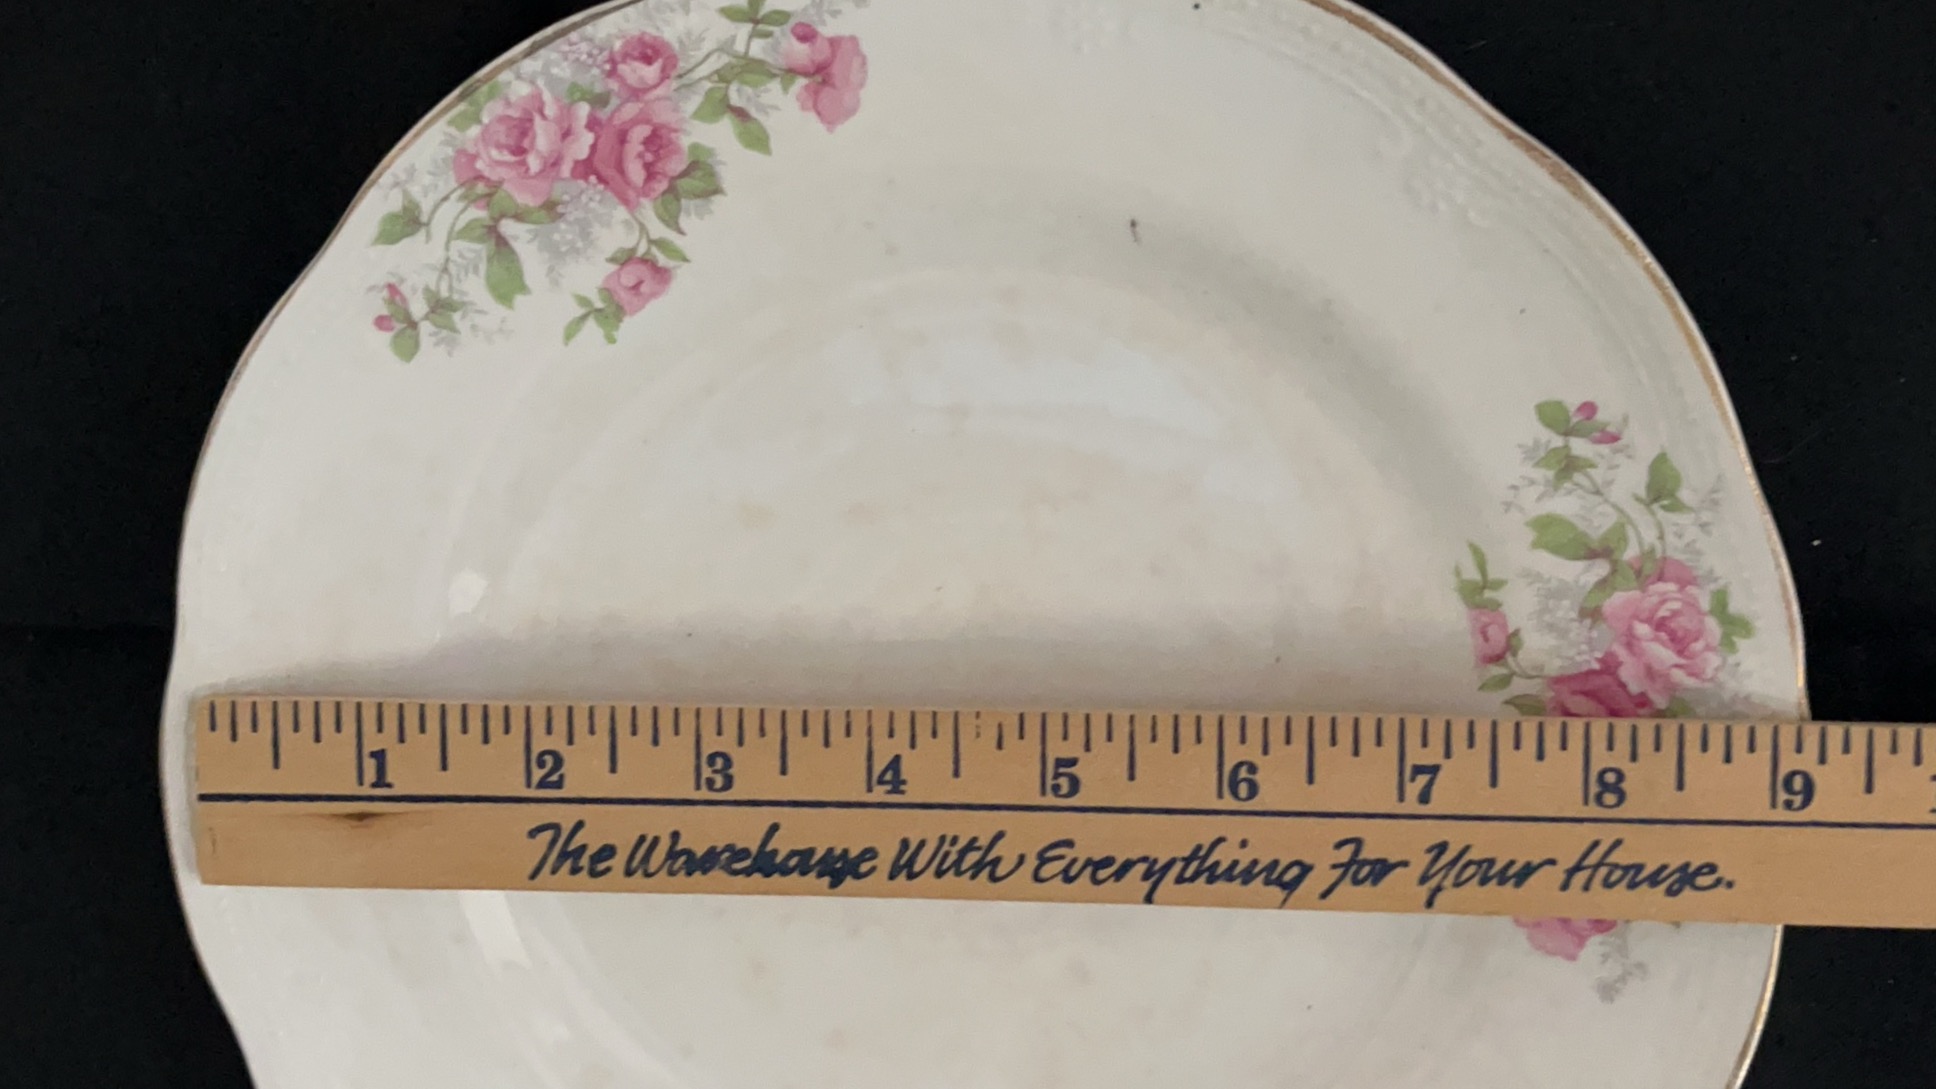 1 2 3 4 5 6 7 8 9
The Warehouse With Everything For Your House.